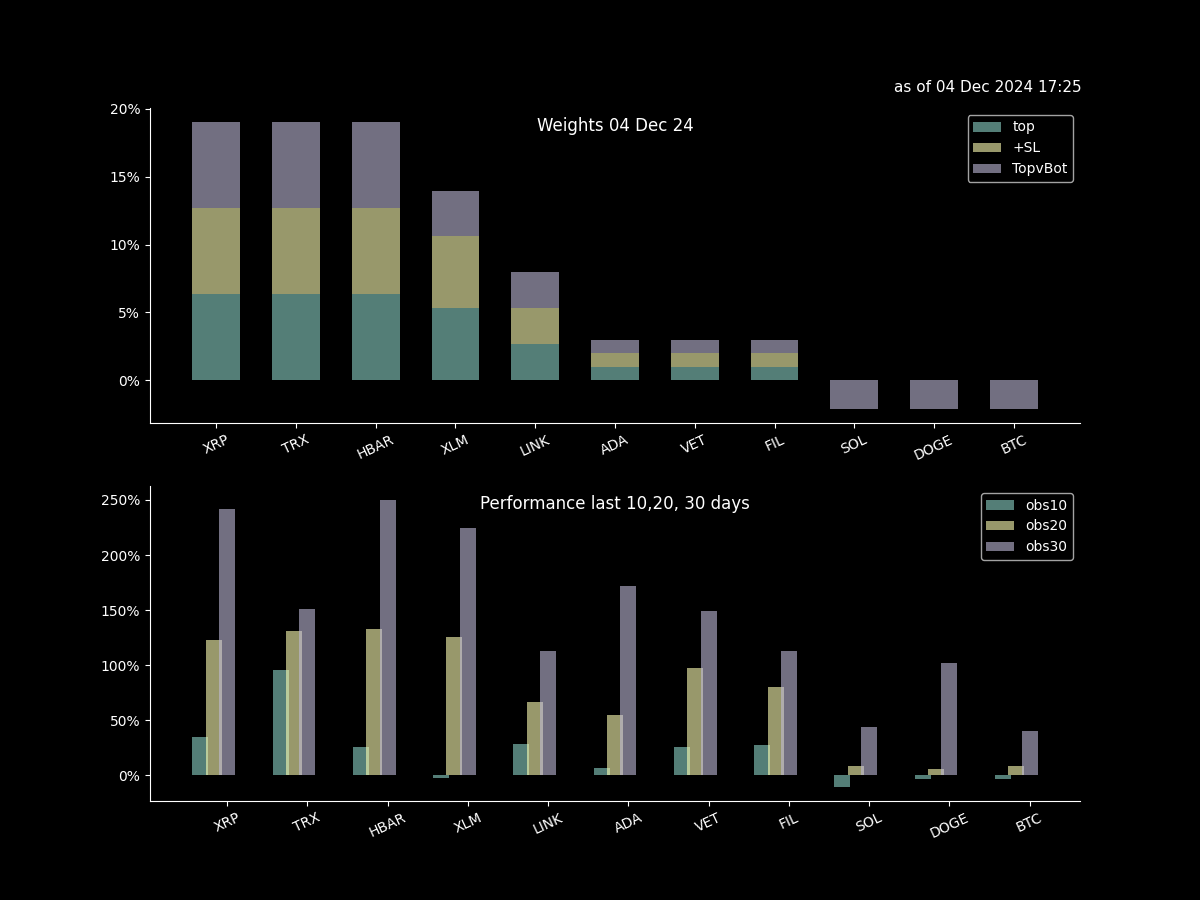 as of 04 Dec 2024 17:25
Weights 04 Dec 24
top
+SL
TopvBot
20%
15%
10%
5%
0%
XRP TRX HBAR XLM LINK ADA VET FIL SOL DOGE BTC
Performance last 10,20, 30 days
obs10
obs20
obs30
250%
200%
150%
100%
50%
0%
XRP TRX HBAR XLM LINK ADA VET FIL SOL DOGE BTC